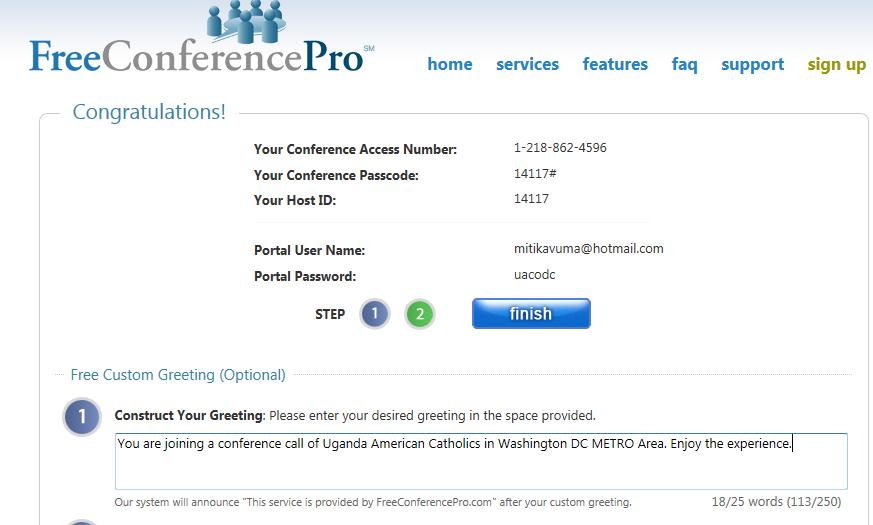 FreeConferencePro SM
home services features faq support sign up
Congratulations!
Your Conference Access Number: 1-218-862-4596
Your Conference Passcode: 14117#
Your Host ID: 14117
Portal User Name: mitikavuma@hotmail.com
Portal Password: uacodc
STEP 1 2 finish
Free Custom Greeting (Optional)
1 Construct Your Greeting: Please enter your desired greeting in the space provided.
You are joining a conference call of Uganda American Catholics in Washington DC METRO Area. Enjoy the experience.
Our system will announce "This service is provided by FreeConferencePro.com" after your custom greeting. 18/25 words (113/250)